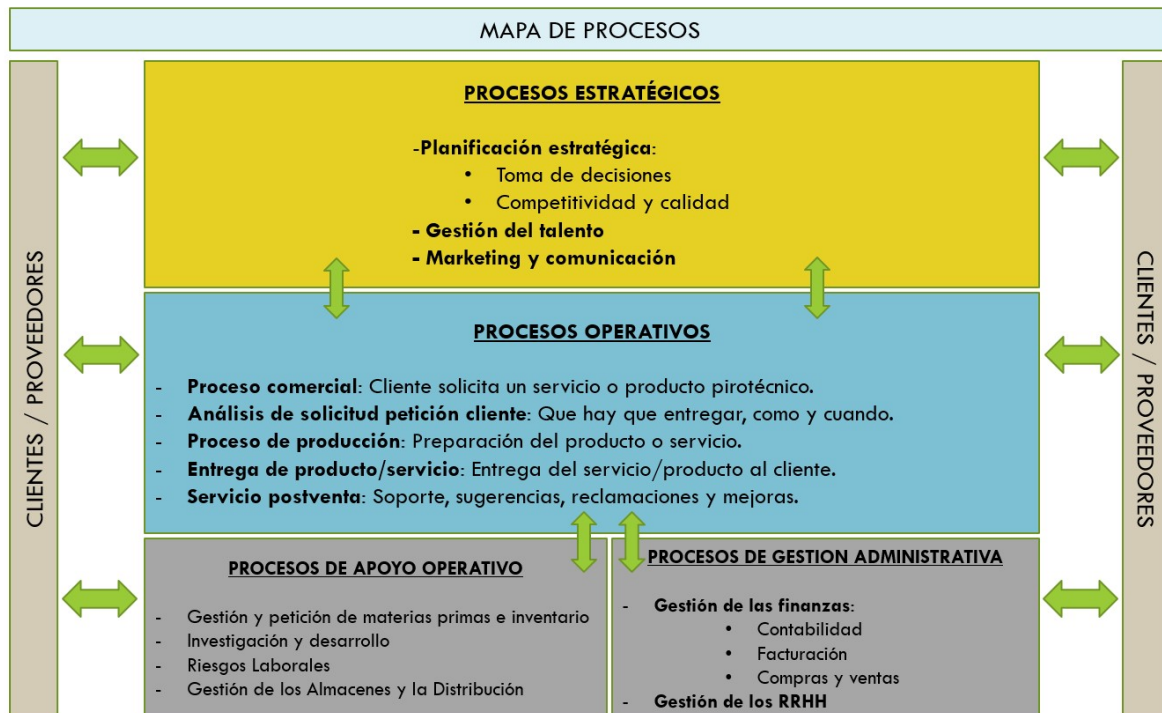 MAPA DE PROCESOS
CLIENTES / PROVEEDORES
PROCESOS ESTRATÉGICOS
-Planificación estratégica:
• Toma de decisiones
• Competitividad y calidad
- Gestión del talento
- Marketing y comunicación
PROCESOS OPERATIVOS
- Proceso comercial: Cliente solicita un servicio o producto pirotécnico.
- Análisis de solicitud petición cliente: Que hay que entregar, como y cuando.
- Proceso de producción: Preparación del producto o servicio.
- Entrega de producto/servicio: Entrega del servicio/producto al cliente.
- Servicio postventa: Soporte, sugerencias, reclamaciones y mejoras.
PROCESOS DE APOYO OPERATIVO
- Gestión y petición de materias primas e inventario
- Investigación y desarrollo
- Riesgos Laborales
- Gestión de los Almacenes y la Distribución
PROCESOS DE GESTION ADMINISTRATIVA
- Gestión de las finanzas:
• Contabilidad
• Facturación
• Compras y ventas
- Gestión de los RRHH
CLIENTES / PROVEEDORES